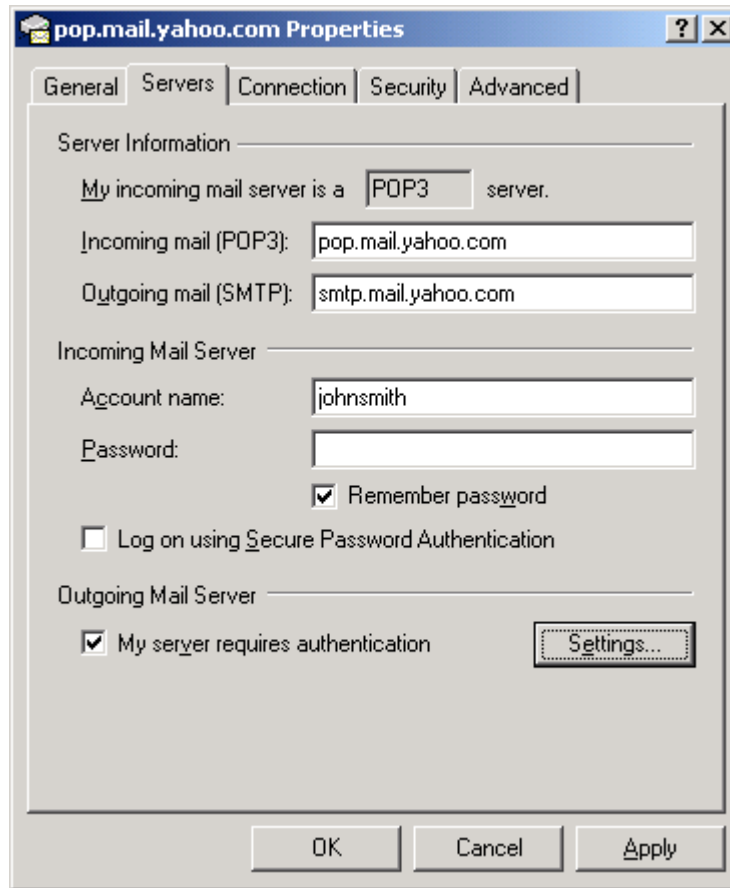 pop.mail.yahoo.com Properties
General Servers Connection Security Advanced
Server Information
My incoming mail server is a POP3 server.
Incoming mail (POP3): pop.mail.yahoo.com
Outgoing mail (SMTP): smtp.mail.yahoo.com
Incoming Mail Server
Account name: johnsmith
Password:
Remember password
Log on using Secure Password Authentication
Outgoing Mail Server
My server requires authentication Settings...
OK Cancel Apply